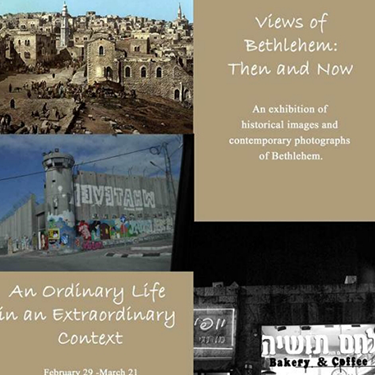 Views of
Bethlehem:
Then and Now
An exhibition of
historical images and
contemporary photographs
of Bethlehem.
An Ordinary Life
in an Extraordinary
Context
February 29 -March 21
לחם תושיה
Bakery & Coffee